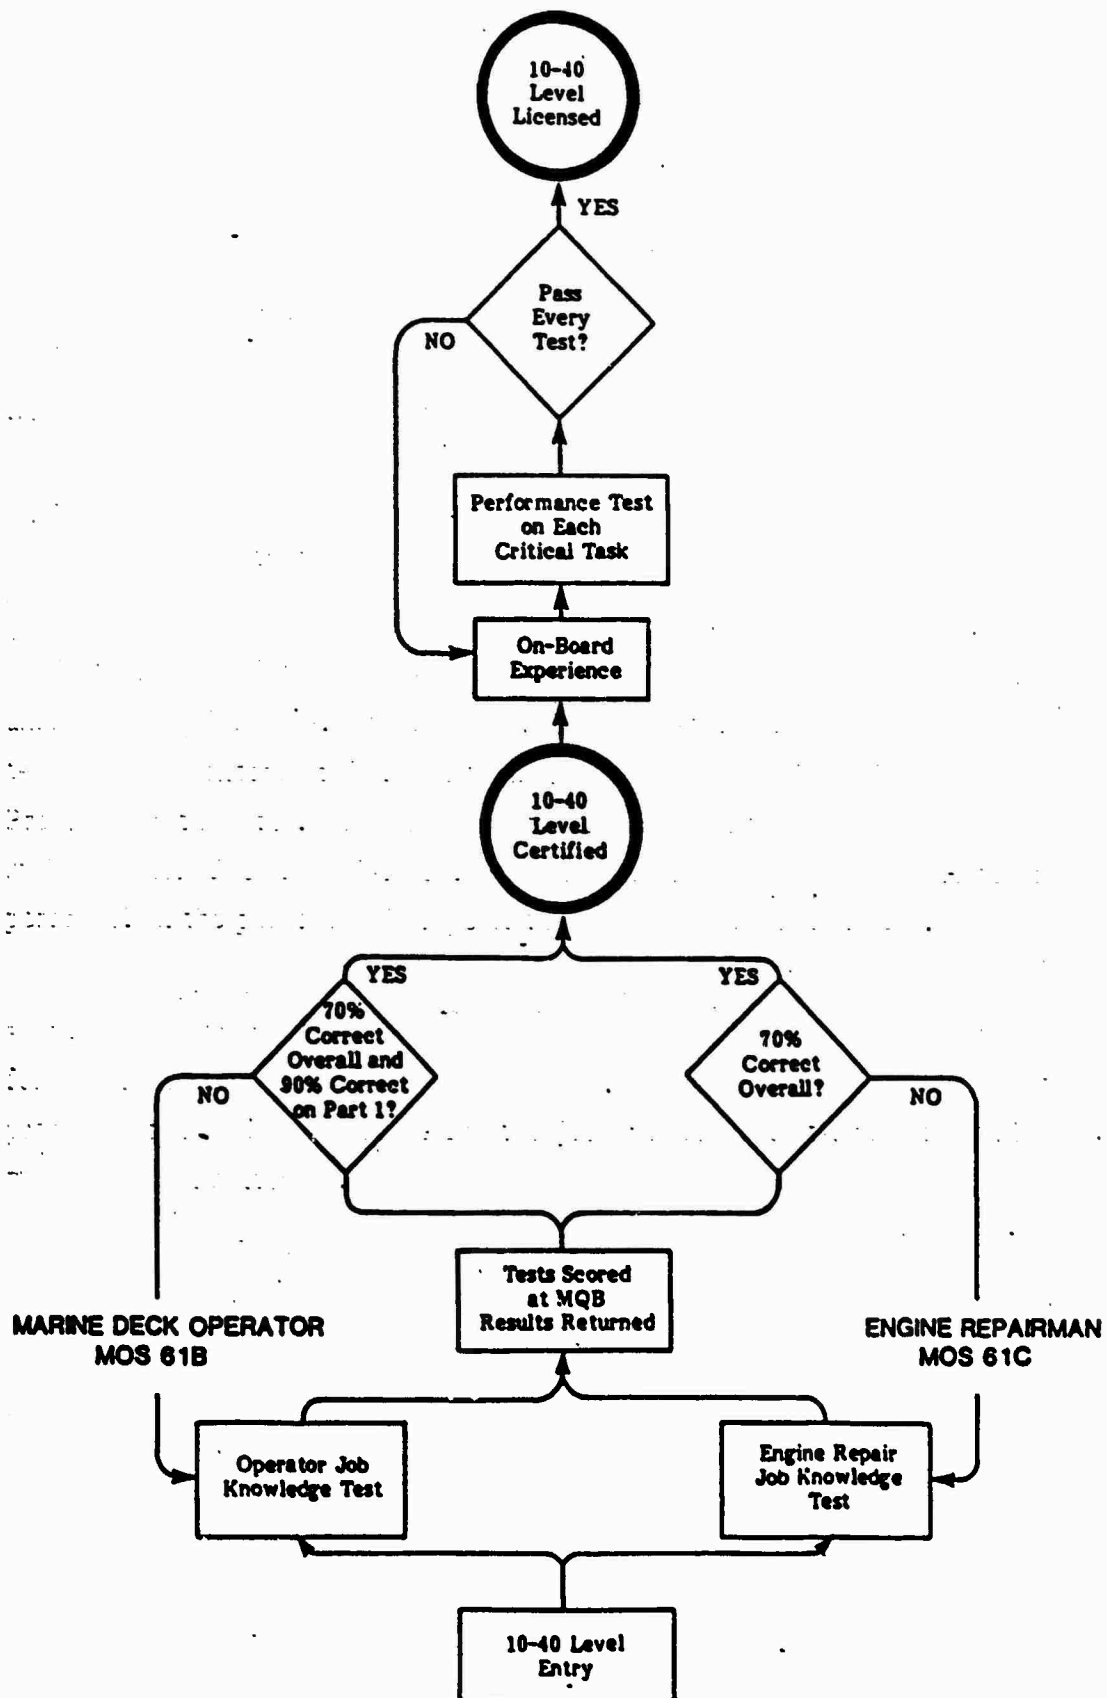 10-40
Level
Licensed
YES
Pass
Every
Test?
NO
Performance Test
on Each
Critical Task
On-Board
Experience
10-40
Level
Certified
YES
YES
70%
Correct
Overall and
90% Correct
on Part 1?
70%
Correct
Overall?
NO
NO
Tests Scored
at MQB
Results Returned
MARINE DECK OPERATOR
MOS 61B
ENGINE REPAIRMAN
MOS 61C
Operator Job
Knowledge Test
Engine Repair
Job Knowledge
Test
10-40 Level
Entry